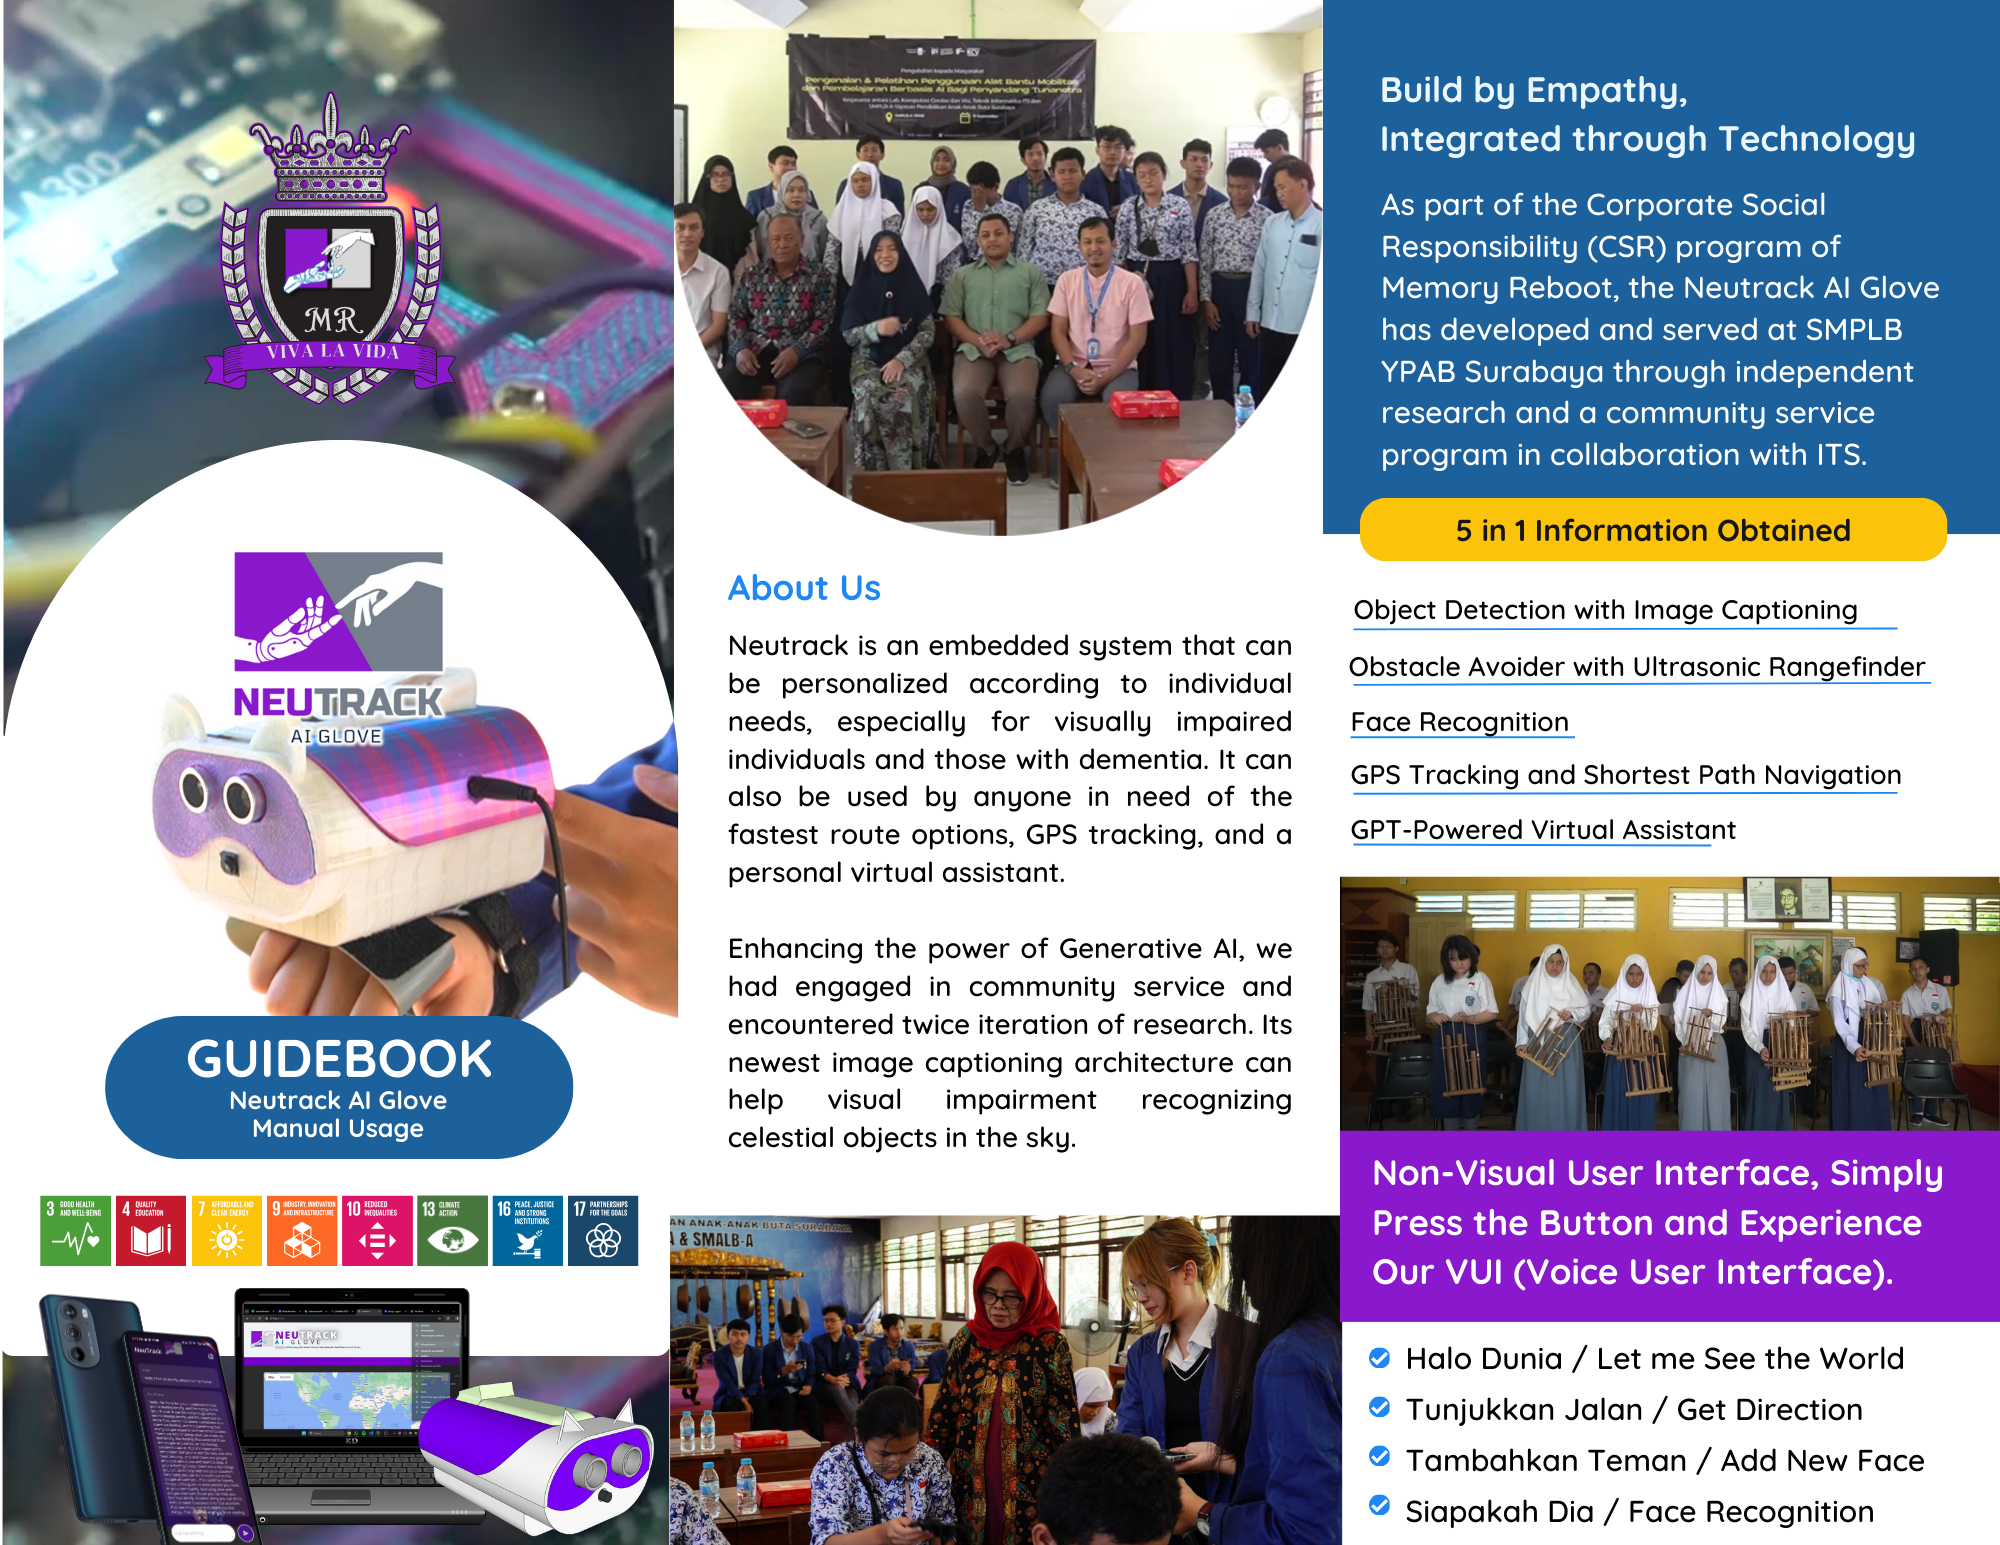 MR
VIVA LA VIDA
NEUTRACK
AI GLOVE
GUIDEBOOK
Neutrack AI Glove
Manual Usage
3 GOOD HEALTH
AND WELL-BEING
4 QUALITY
EDUCATION
7 AFFORDABLE AND
CLEAN ENERGY
9 INDUSTRY, INNOVATION
AND INFRASTRUCTURE
10 REDUCED
INEQUALITIES
13 CLIMATE
ACTION
16 PEACE, JUSTICE
AND STRONG
INSTITUTIONS
17 PARTNERSHIPS
FOR THE GOALS
NeuTrack
NEUTRACK
AI GLOVE
Pengabdian kepada Masyarakat
Pengenalan & Pelatihan Penggunaan Alat Bantu Mobilitas
dan Pembelajaran Berbasis AI Bagi Penyandang Tunanetra
About Us
Neutrack is an embedded system that can
be personalized according to individual
needs, especially for visually impaired
individuals and those with dementia. It can
also be used by anyone in need of the
fastest route options, GPS tracking, and a
personal virtual assistant.
Enhancing the power of Generative AI, we
had engaged in community service and
encountered twice iteration of research. Its
newest image captioning architecture can
help visual impairment recognizing
celestial objects in the sky.
AN ANAK-ANAK BUTA SURABAYA
A & SMALB-A
Build by Empathy,
Integrated through Technology
As part of the Corporate Social
Responsibility (CSR) program of
Memory Reboot, the Neutrack AI Glove
has developed and served at SMPLB
YPAB Surabaya through independent
research and a community service
program in collaboration with ITS.
5 in 1 Information Obtained
Object Detection with Image Captioning
Obstacle Avoider with Ultrasonic Rangefinder
Face Recognition
GPS Tracking and Shortest Path Navigation
GPT-Powered Virtual Assistant
Non-Visual User Interface, Simply
Press the Button and Experience
Our VUI (Voice User Interface).
Halo Dunia / Let me See the World
Tunjukkan Jalan / Get Direction
Tambahkan Teman / Add New Face
Siapakah Dia / Face Recognition